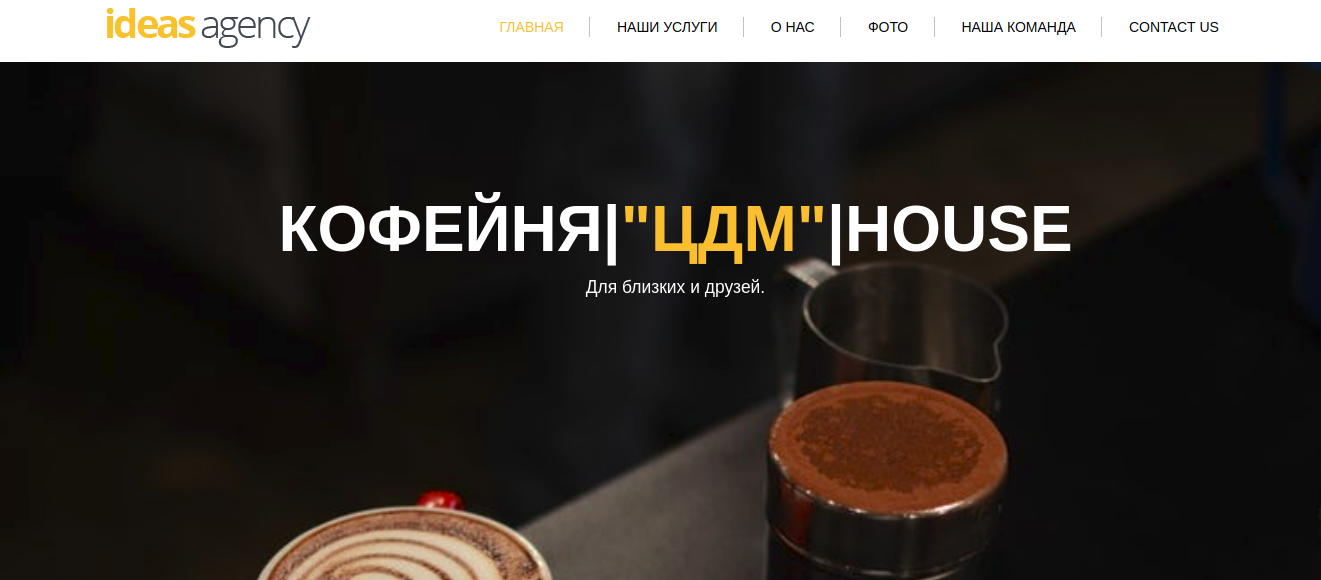 ideas agency
ГЛАВНАЯ НАШИ УСЛУГИ О НАС ФОТО НАША КОМАНДА CONTACT US
КОФЕЙНЯ|"ЦДМ"|HOUSE
Для близких и друзей.